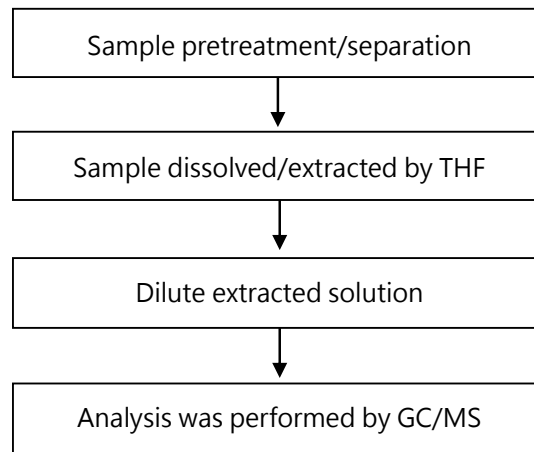 Sample pretreatment/separation
Sample dissolved/extracted by THF
Dilute extracted solution
Analysis was performed by GC/MS